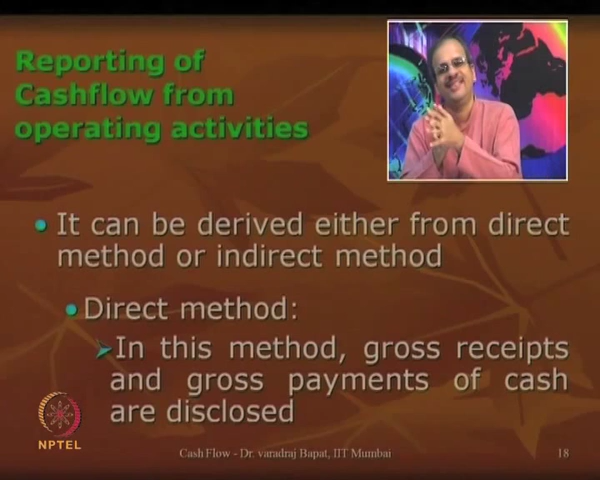 Reporting of
Cashflow from
operating activities
It can be derived either from direct
method or indirect method
Direct method:
In this method, gross receipts
and gross payments of cash
are disclosed
NPTEL
Cash Flow - Dr. varadraj Bapat, IIT Mumbai
18